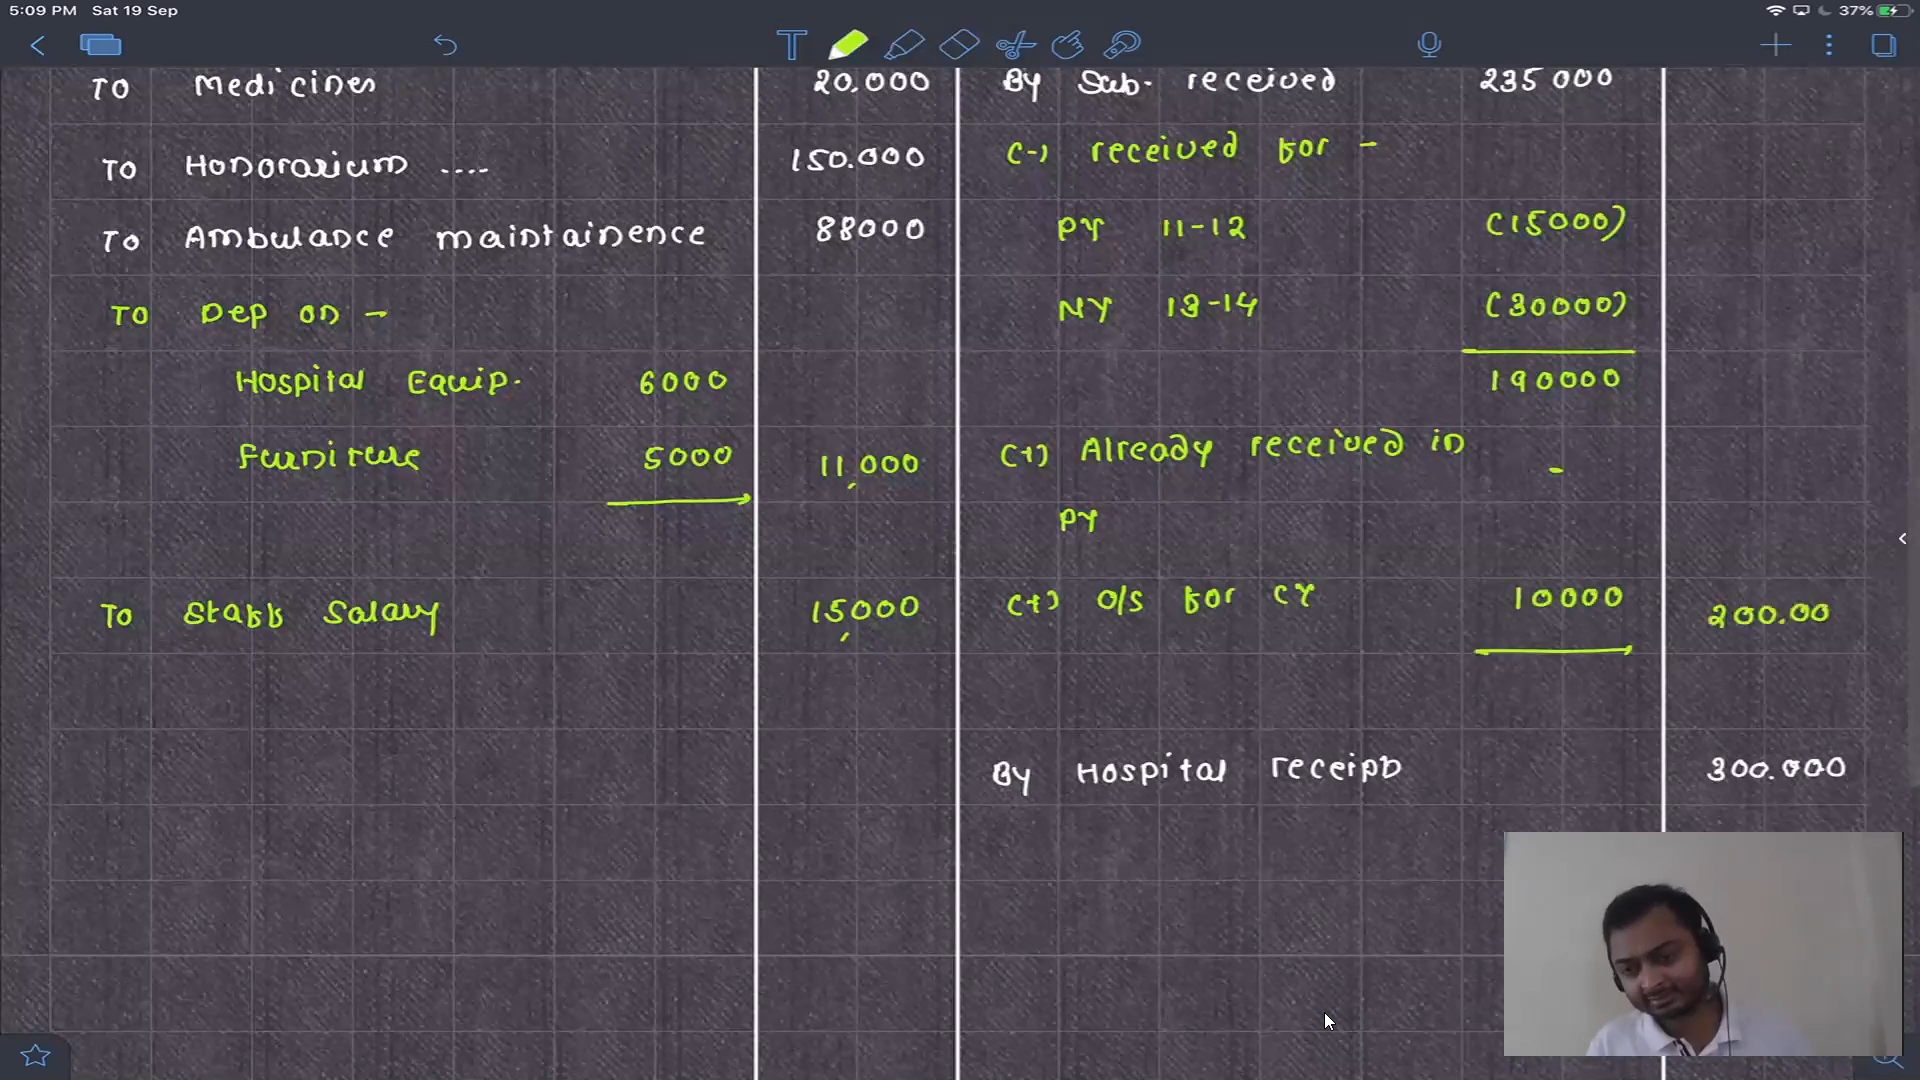 5:09 PM Sat 19 Sep
37%
To Medicines 20.000
To Honorarium .... 150.000
To Ambulance maintainence 88000
To Dep on -
Hospital Equip. 6000
Furniture 5000 11,000
To Staff Salary 15,000
By Sub. received 235000
(-) received for -
PY 11-12 (15000)
NY 13-14 (30000)
190000
(+) Already received in -
PY
(+) O/S for CY 10000 200.00
By Hospital receipt 300.000